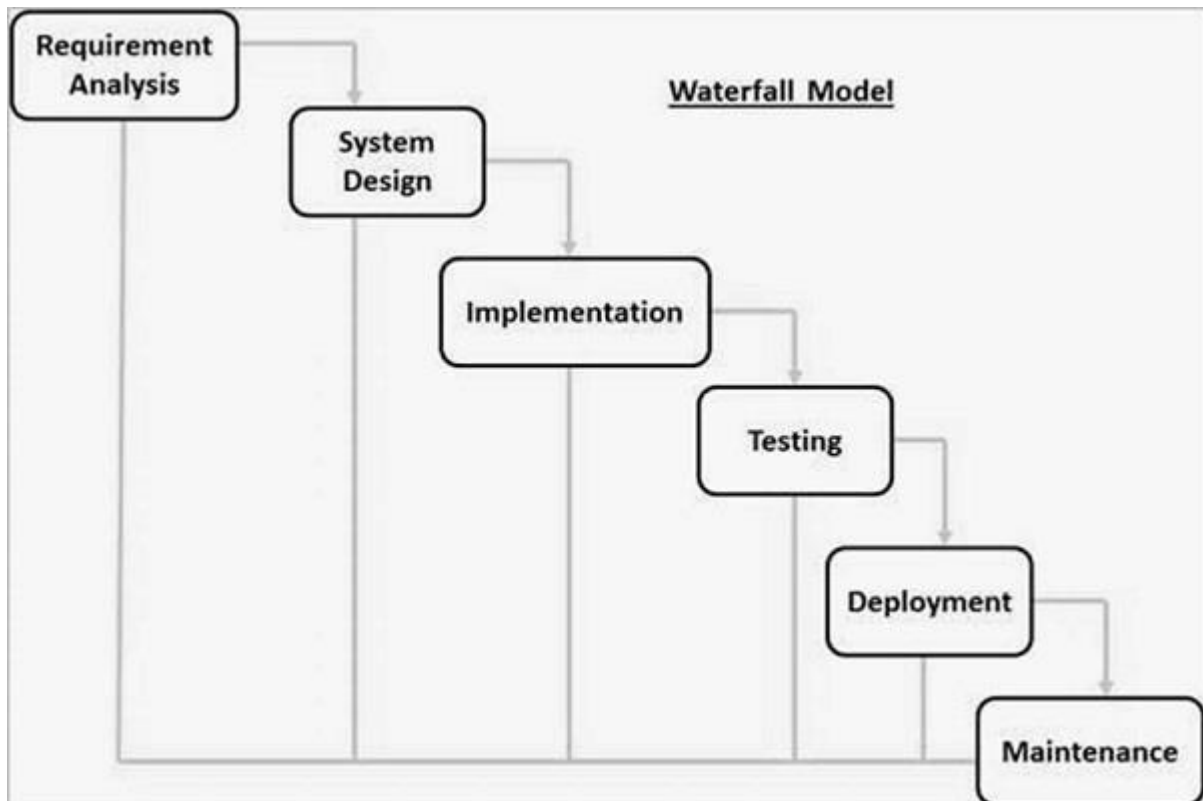 Requirement
Analysis
Waterfall Model
System
Design
Implementation
Testing
Deployment
Maintenance